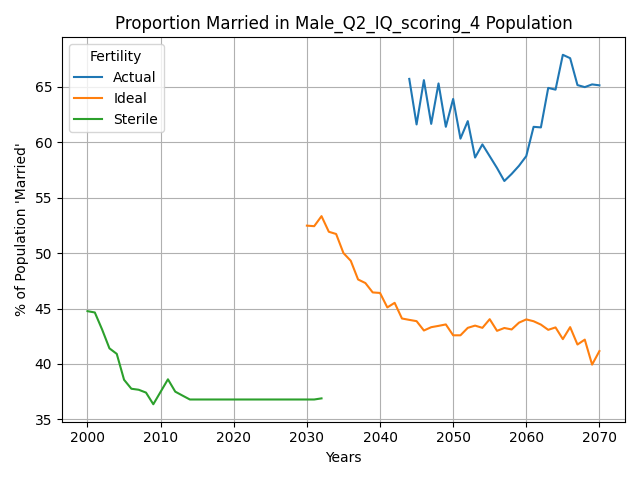 Proportion Married in Male_Q2_IQ_scoring_4 Population
Fertility
Actual
Ideal
Sterile
% of Population 'Married'
65
60
55
50
45
40
35
2000
2010
2020
2030
2040
2050
2060
2070
Years